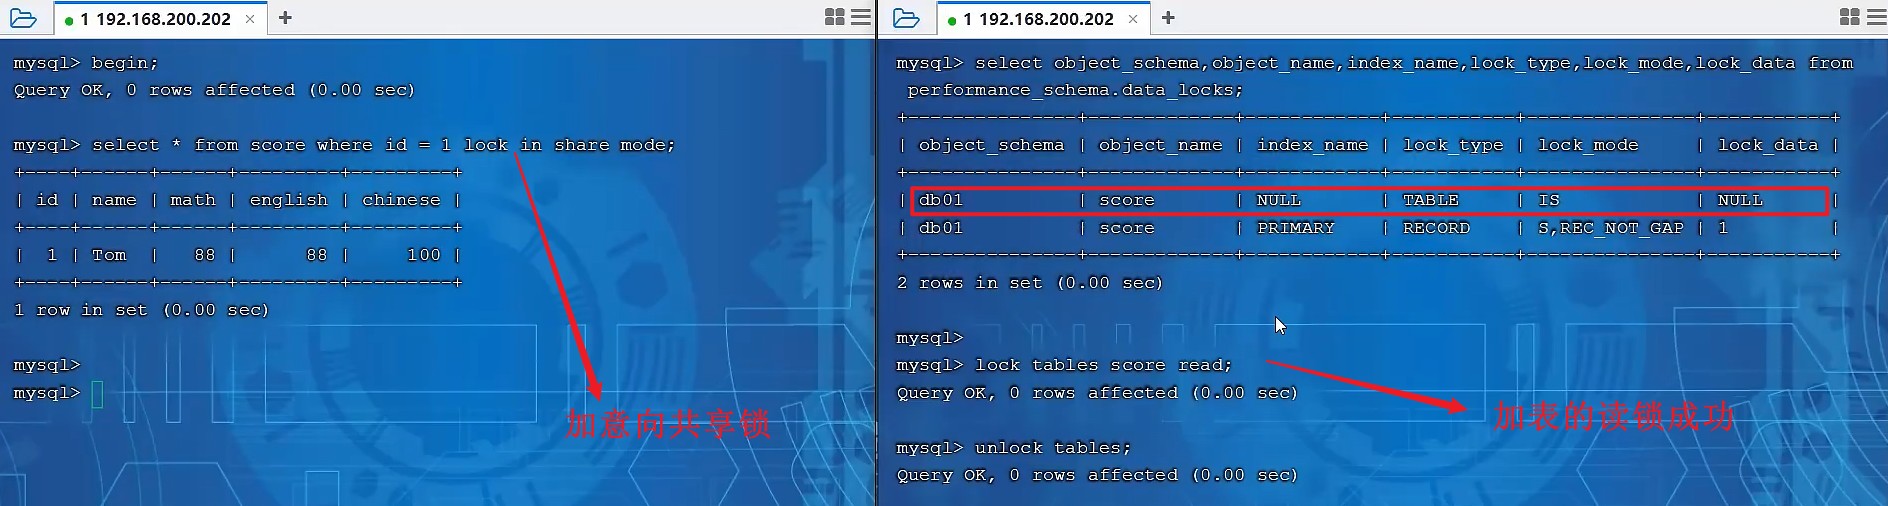 1 192.168.200.202 × +
mysql> begin;
Query OK, 0 rows affected (0.00 sec)
mysql> select * from score where id = 1 lock in share mode;
+----+------+------+---------+---------+
| id | name | math | english | chinese |
+----+------+------+---------+---------+
| 1 | Tom | 88 | 88 | 100 |
+----+------+------+---------+---------+
1 row in set (0.00 sec)
mysql>
mysql>
加意向共享锁
1 192.168.200.202 × +
mysql> select object_schema,object_name,index_name,lock_type,lock_mode,lock_data from
performance_schema.data_locks;
+---------------+-------------+------------+-----------+---------------+-----------+
| object_schema | object_name | index_name | lock_type | lock_mode | lock_data |
+---------------+-------------+------------+-----------+---------------+-----------+
| db01 | score | NULL | TABLE | IS | NULL |
| db01 | score | PRIMARY | RECORD | S,REC_NOT_GAP | 1 |
+---------------+-------------+------------+-----------+---------------+-----------+
2 rows in set (0.00 sec)
mysql>
mysql> lock tables score read;
Query OK, 0 rows affected (0.00 sec)
加表的读锁成功
mysql> unlock tables;
Query OK, 0 rows affected (0.00 sec)